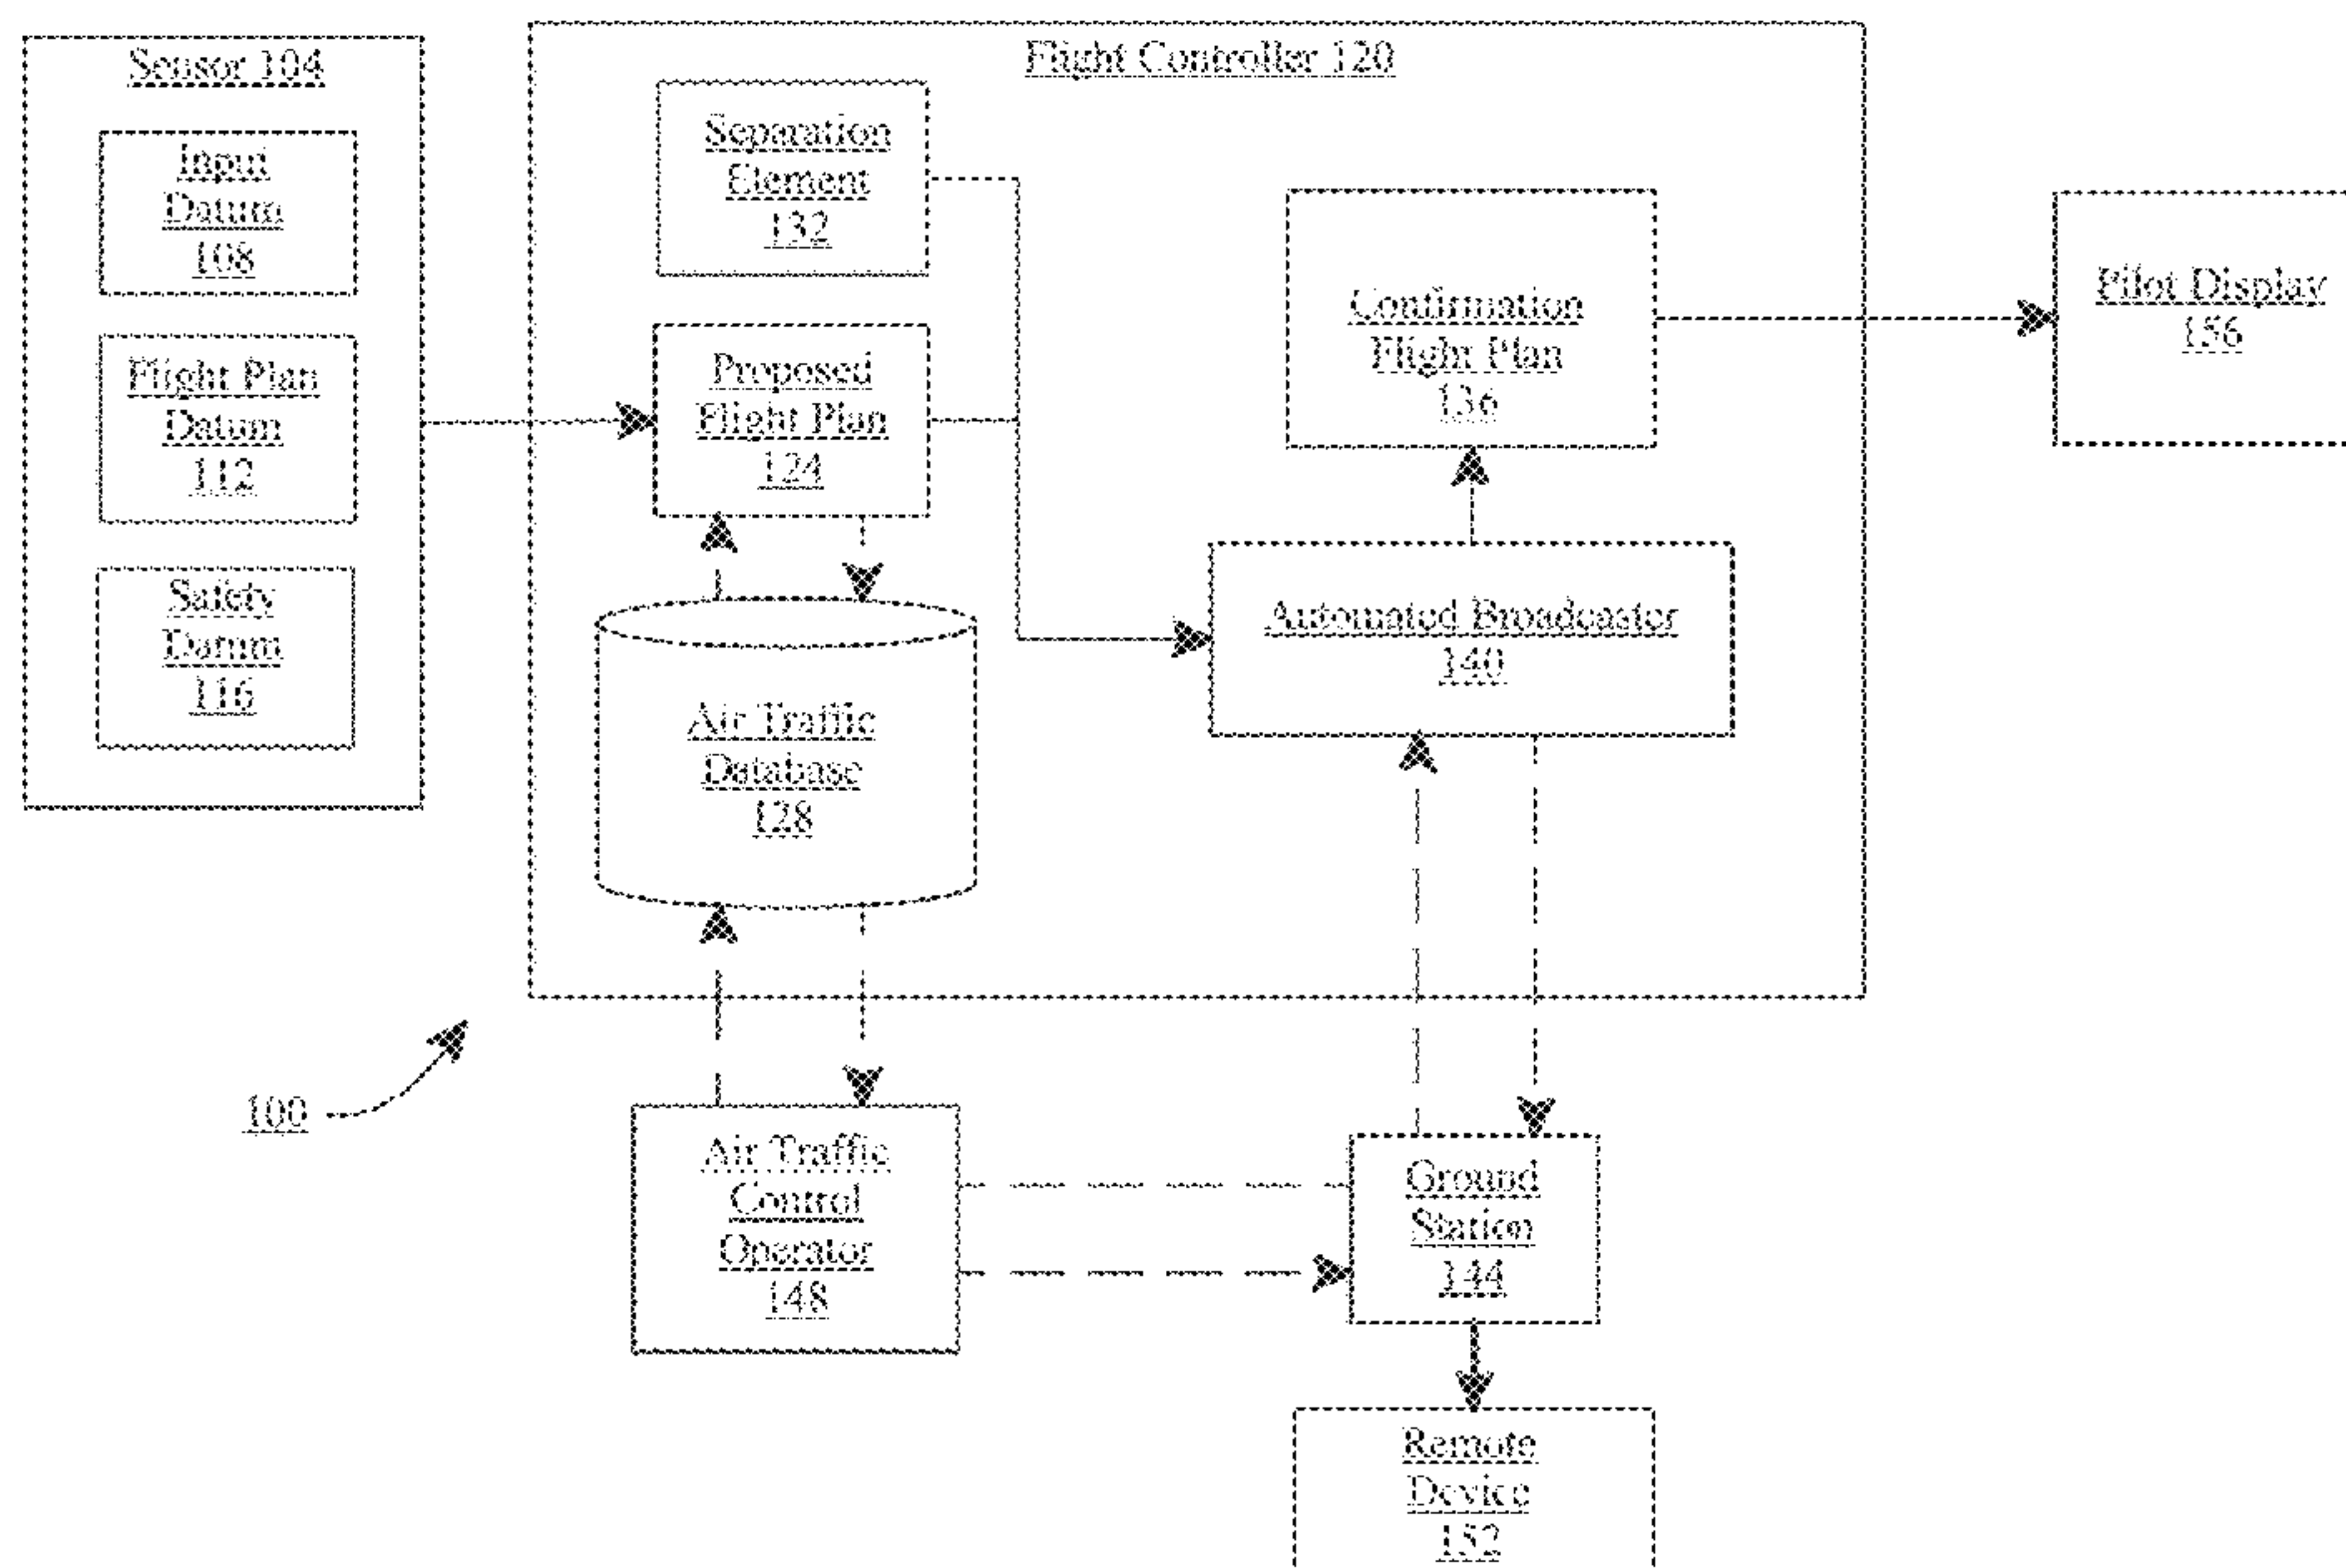 Sensor 104
Input
Datum
108
Flight Plan
Datum
112
Safety
Datum
116
Flight Controller 120
Separation
Element
132
Proposed
Flight Plan
124
Air Traffic
Database
128
Confirmation
Flight Plan
136
Automated Broadcaster
140
Pilot Display
156
100
Air Traffic
Control
Operator
148
Ground
Station
144
Remote
Device
152